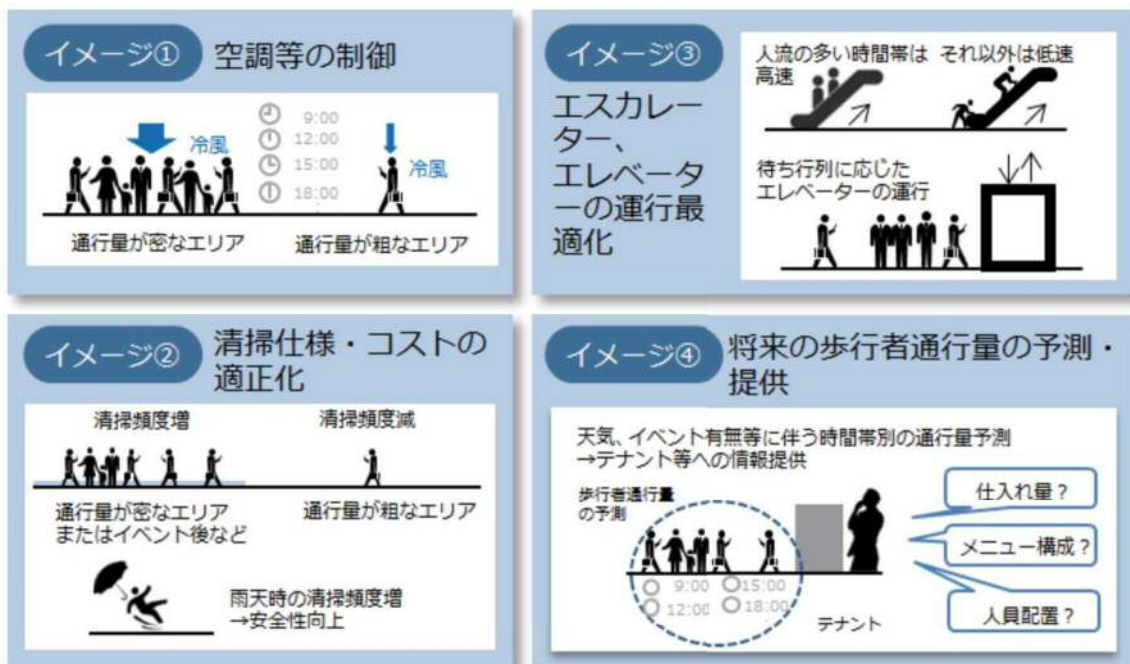 イメージ①
空調等の制御
冷風
9:00
12:00
15:00
18:00
冷風
通行量が密なエリア
通行量が粗なエリア
イメージ②
清掃仕様・コストの
適正化
清掃頻度増
清掃頻度減
通行量が密なエリア
またはイベント後など
通行量が粗なエリア
雨天時の清掃頻度増
→安全性向上
イメージ③
エスカレー
ター、
エレベータ
ーの運行最
適化
人流の多い時間帯は
高速
それ以外は低速
待ち行列に応じた
エレベーターの運行
イメージ④
将来の歩行者通行量の予測・
提供
天気、イベント有無等に伴う時間帯別の通行量予測
→テナント等への情報提供
歩行者通行量
の予測
9:00
15:00
12:00
18:00
テナント
仕入れ量？
メニュー構成？
人員配置？